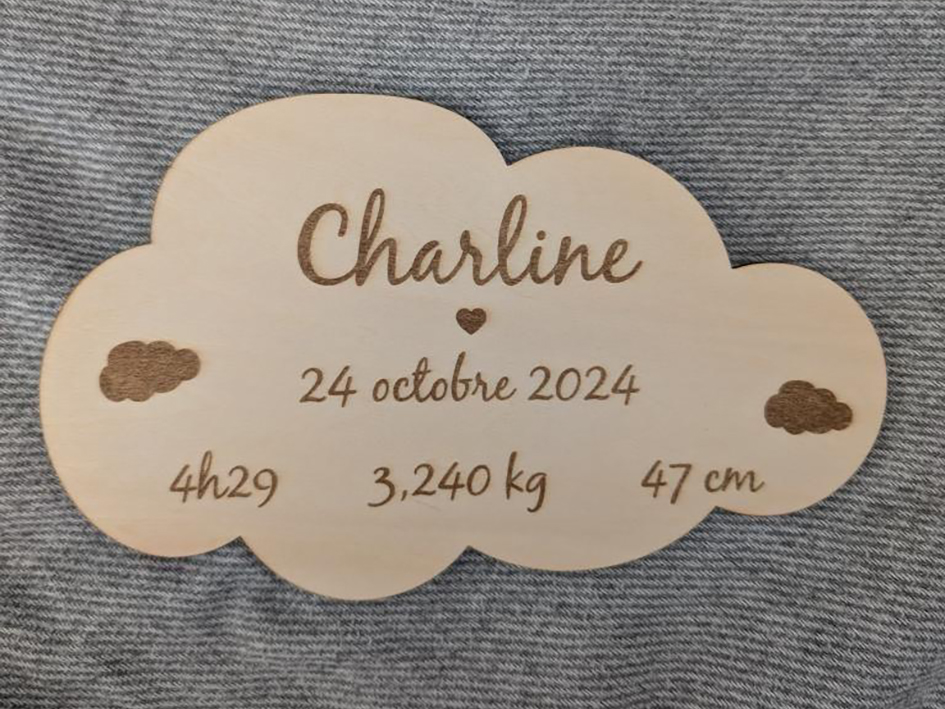 Charline
24 octobre 2024
4h29 3,240 kg 47 cm